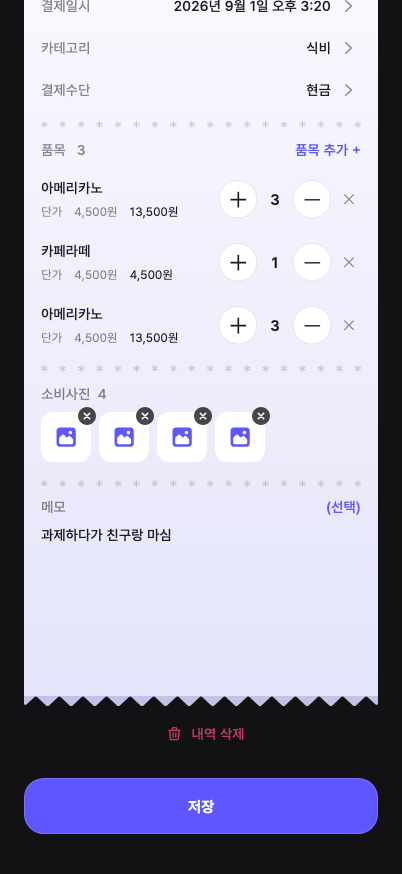 결제일시 2026년 9월 1일 오후 3:20
카테고리 식비
결제수단 현금
* * * * * * * * * * * * * * * * * *
품목 3 품목 추가 +
아메리카노
단가 4,500원 13,500원 3
카페라떼
단가 4,500원 4,500원 1
아메리카노
단가 4,500원 13,500원 3
* * * * * * * * * * * * * * * * * *
소비사진 4
* * * * * * * * * * * * * * * * * *
메모 (선택)
과제하다가 친구랑 마심
내역 삭제
저장